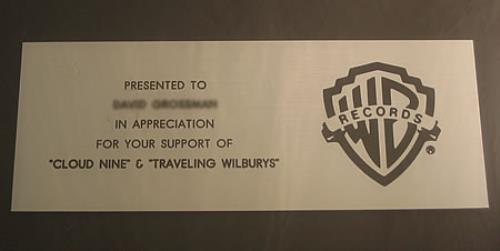 PRESENTED TO
IN APPRECIATION
FOR YOUR SUPPORT OF
"CLOUD NINE" & "TRAVELING WILBURYS"
WB
RECORDS
®